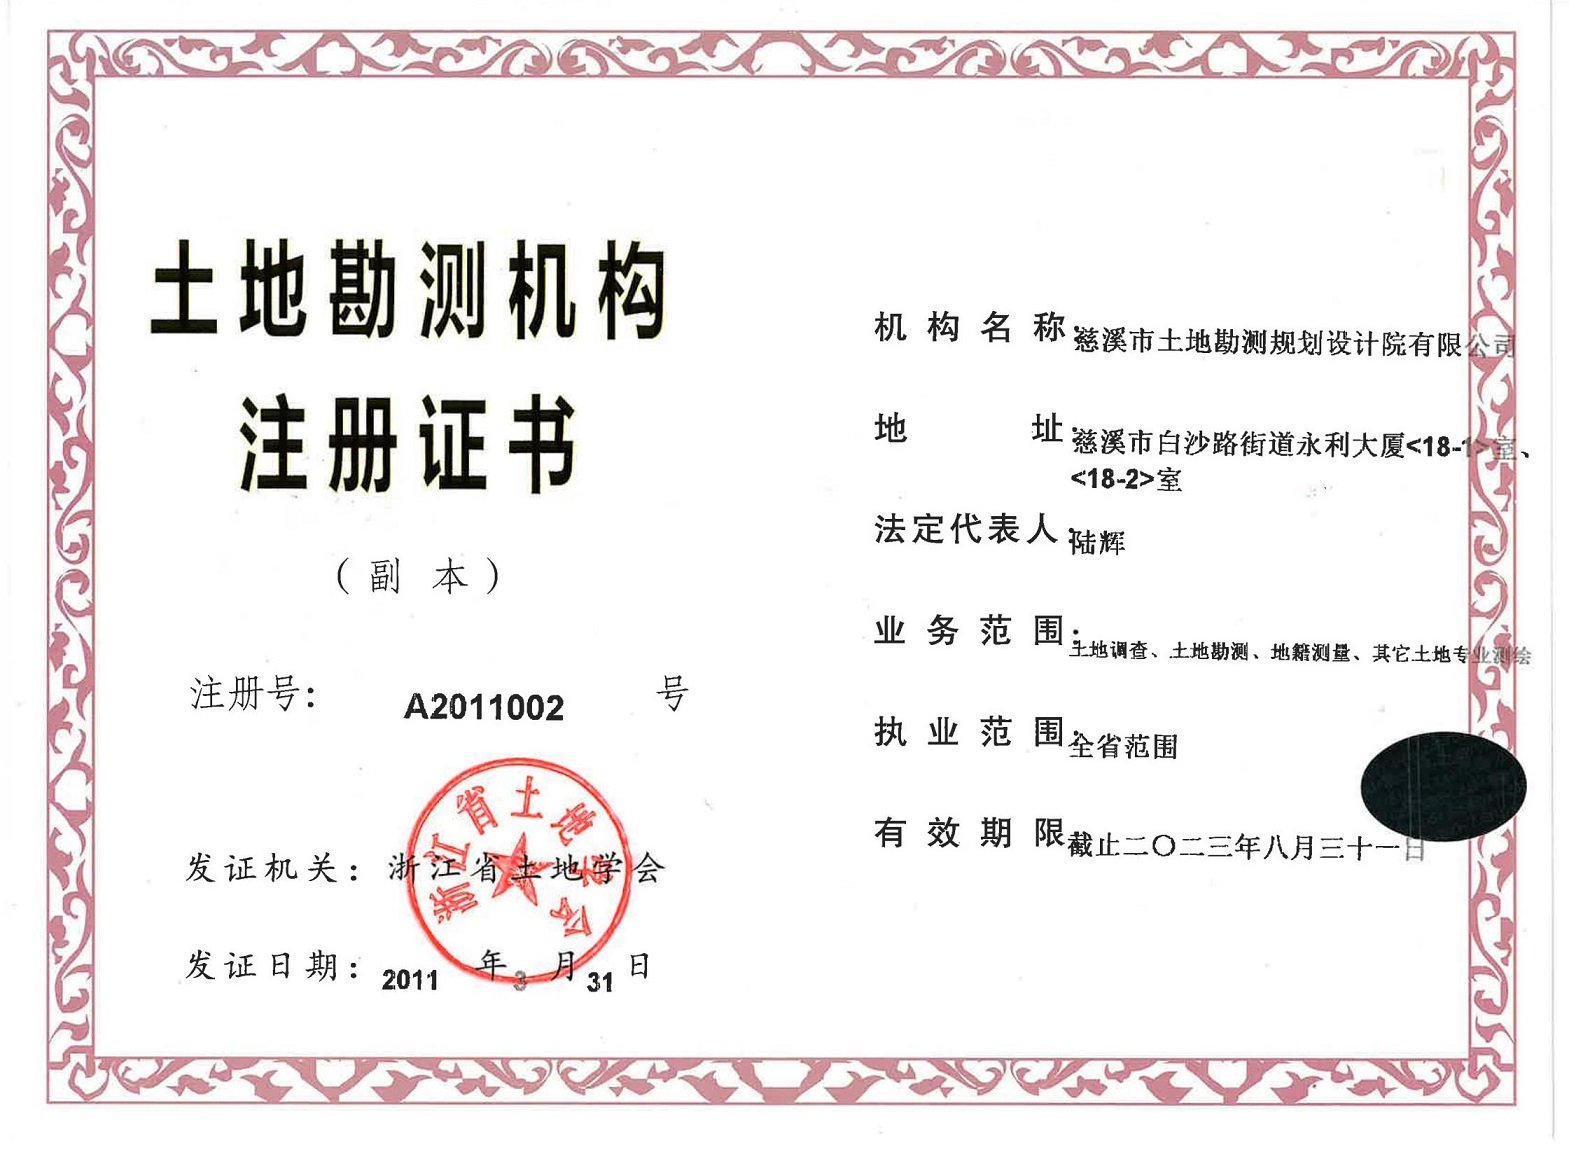 土地勘测机构
注册证书
（副 本）
注册号： A2011002 号
浙江省土地学会
发证机关：浙江省土地学会
发证日期：2011 年 3 月 31 日
机构名称：慈溪市土地勘测规划设计院有限公司
地 址：慈溪市白沙路街道永利大厦<18-1>室、
<18-2>室
法定代表人：陆辉
业务范围：土地调查、土地勘测、地籍测量、其它土地专业测绘
执业范围：全省范围
有效期限：截止二〇二三年八月三十一日